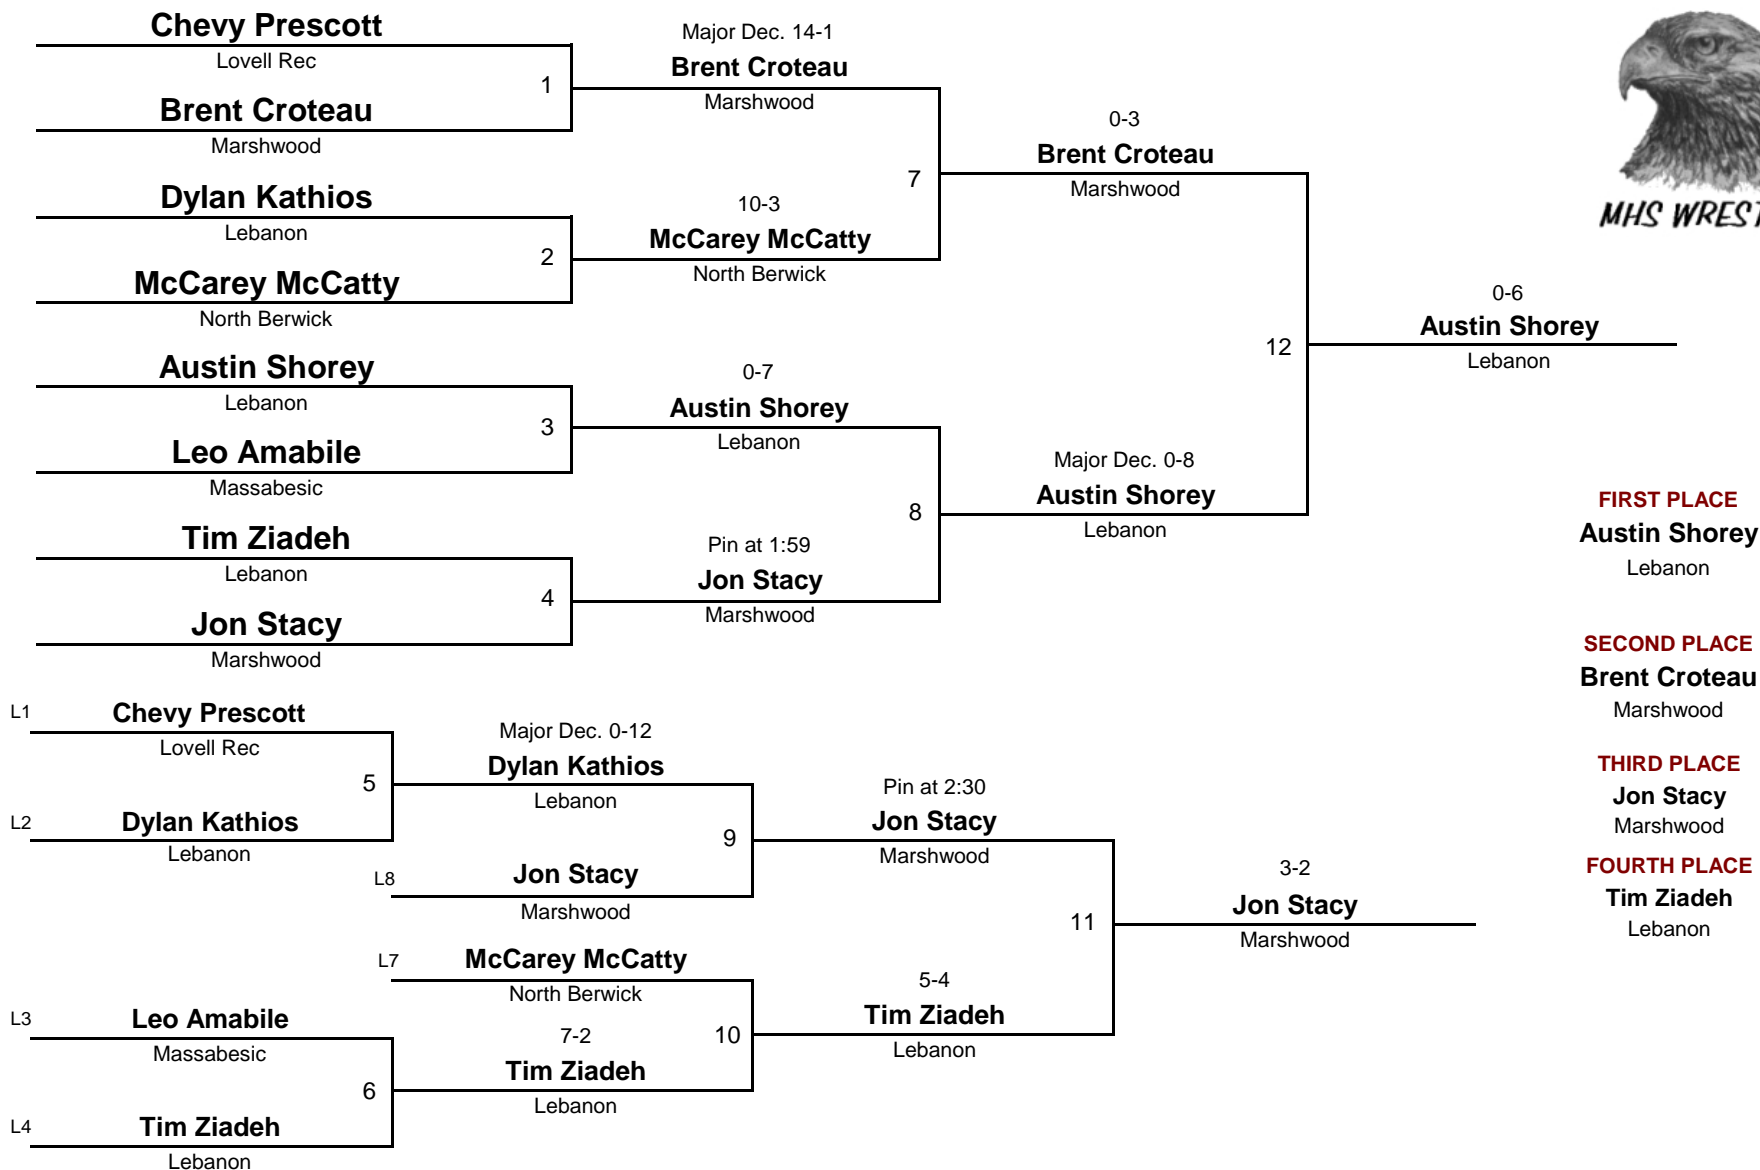 Chevy Prescott
Lovell Rec
1
Brent Croteau
Marshwood
Major Dec. 14-1
Brent Croteau
Marshwood
Dylan Kathios
Lebanon
2
McCarey McCatty
North Berwick
10-3
McCarey McCatty
North Berwick
7
0-3
Brent Croteau
Marshwood
Austin Shorey
Lebanon
3
Leo Amabile
Massabesic
0-7
Austin Shorey
Lebanon
Tim Ziadeh
Lebanon
4
Jon Stacy
Marshwood
Pin at 1:59
Jon Stacy
Marshwood
8
Major Dec. 0-8
Austin Shorey
Lebanon
12
0-6
Austin Shorey
Lebanon
MHS WREST
FIRST PLACE
Austin Shorey
Lebanon
SECOND PLACE
Brent Croteau
Marshwood
THIRD PLACE
Jon Stacy
Marshwood
FOURTH PLACE
Tim Ziadeh
Lebanon
L1
Chevy Prescott
Lovell Rec
5
L2
Dylan Kathios
Lebanon
Major Dec. 0-12
Dylan Kathios
Lebanon
9
L8
Jon Stacy
Marshwood
Pin at 2:30
Jon Stacy
Marshwood
L7
McCarey McCatty
North Berwick
10
L3
Leo Amabile
Massabesic
6
L4
Tim Ziadeh
Lebanon
7-2
Tim Ziadeh
Lebanon
5-4
Tim Ziadeh
Lebanon
11
3-2
Jon Stacy
Marshwood